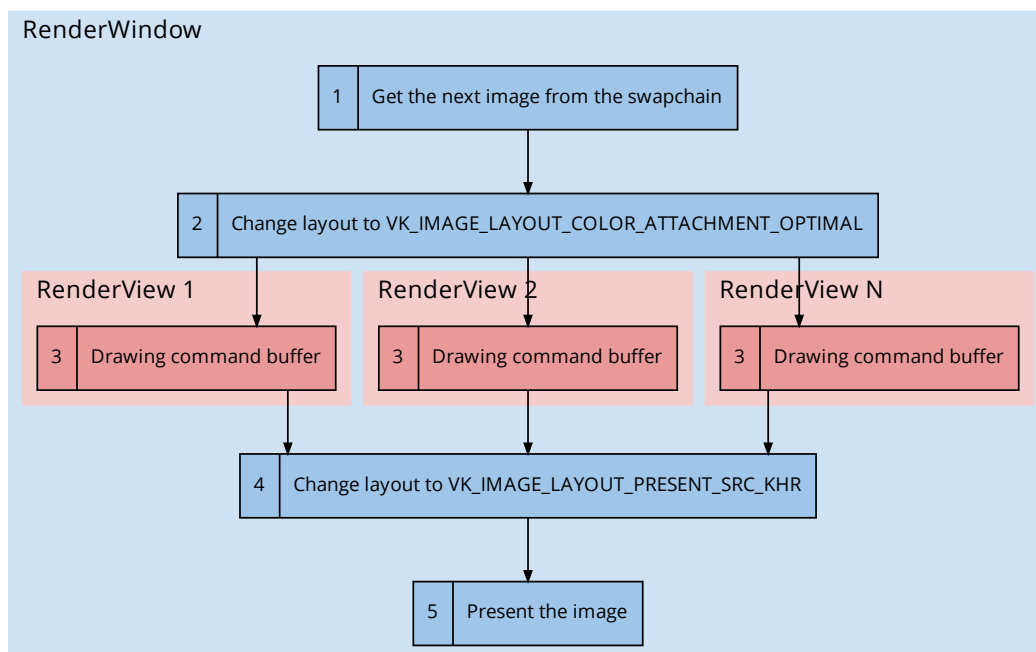 RenderWindow
1 Get the next image from the swapchain
2 Change layout to VK_IMAGE_LAYOUT_COLOR_ATTACHMENT_OPTIMAL
RenderView 1
RenderView 2
RenderView N
3 Drawing command buffer
3 Drawing command buffer
3 Drawing command buffer
4 Change layout to VK_IMAGE_LAYOUT_PRESENT_SRC_KHR
5 Present the image